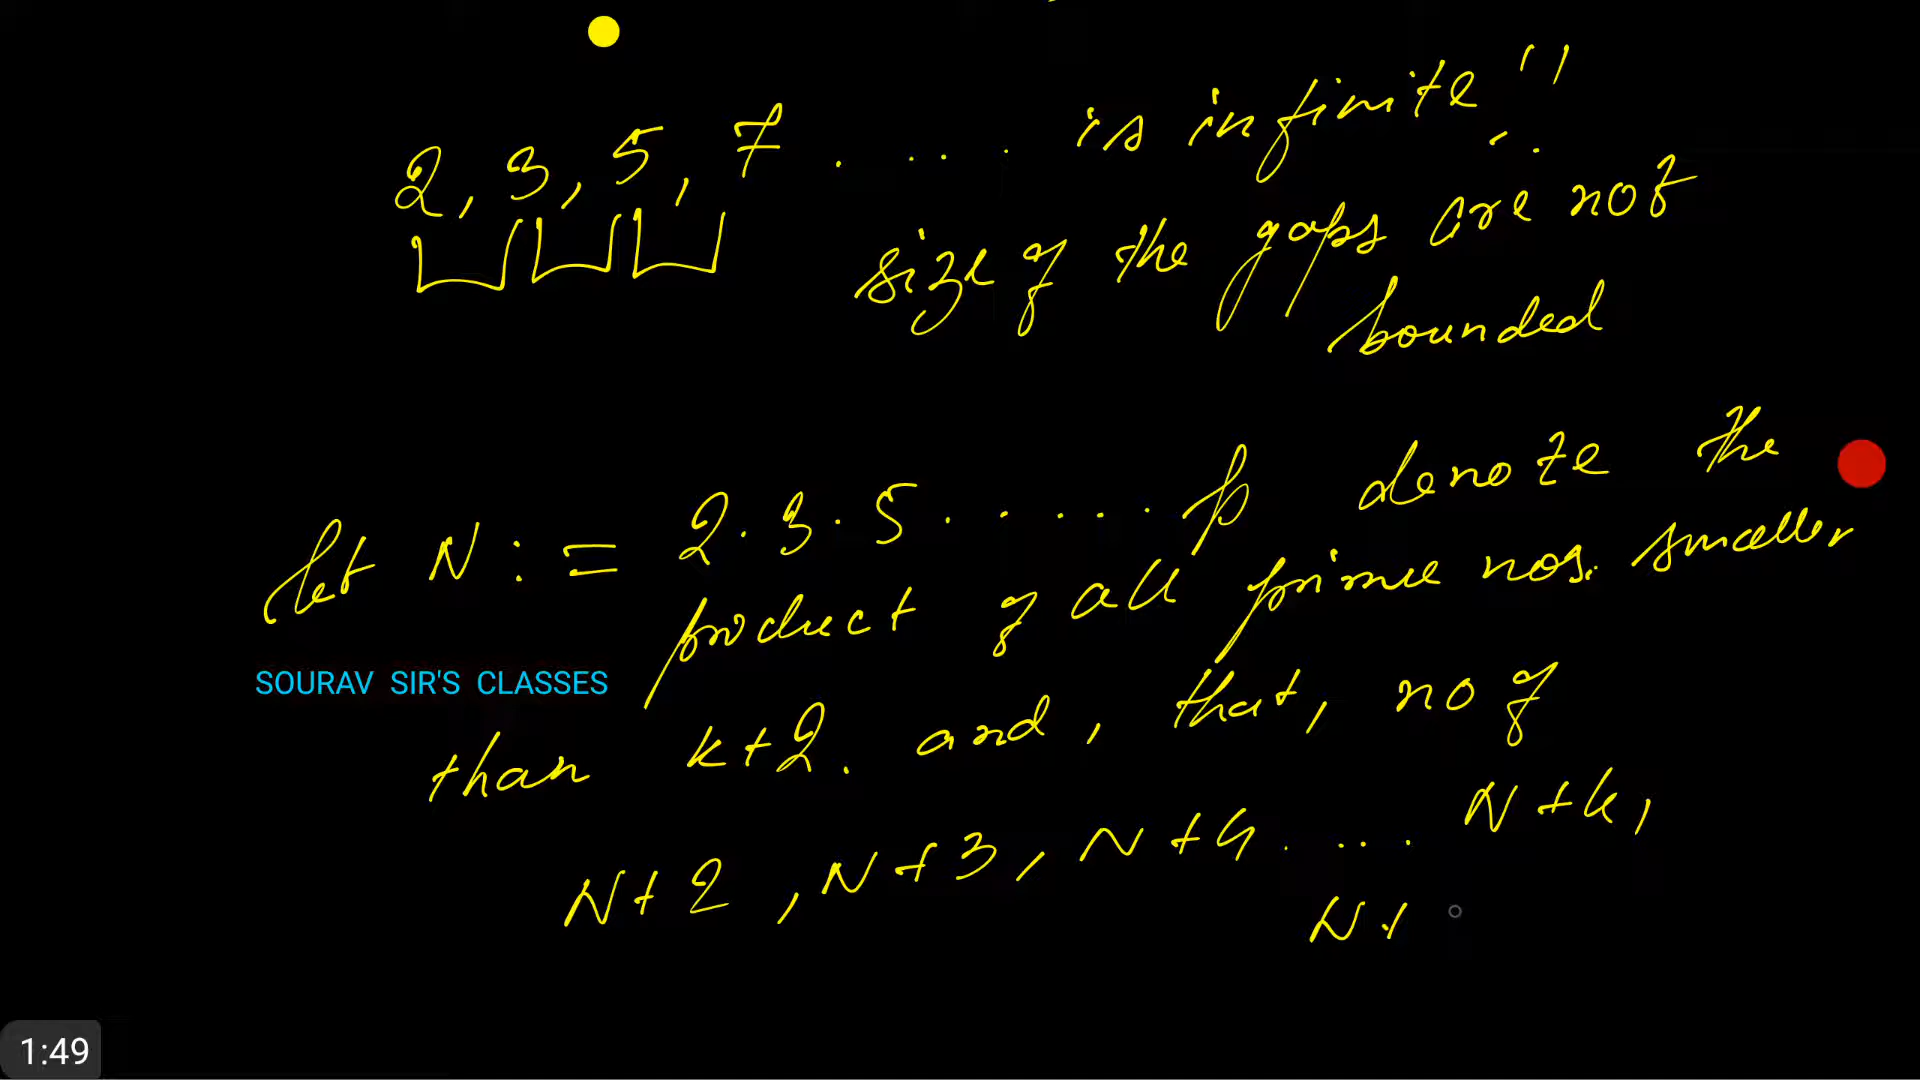 2, 3, 5, 7 . . . . is infinite".
size of the gaps are not
bounded
let N := 2.3.5. . . . . . p denote the
product of all prime nos. smaller
SOURAV SIR'S CLASSES
than k+2. and, that, no of
N+2, N+3, N+4. . . . N+k,
N+
1:49